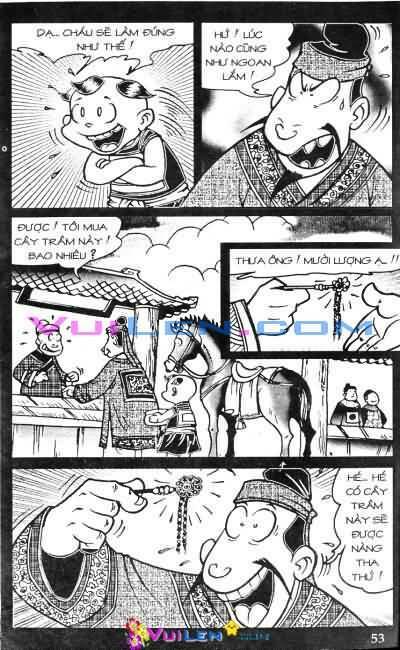 DẠ... CHÁU SẼ LÀM ĐÚNG
NHƯ THẾ !
HỨ ! LÚC
NÀO CŨNG
NHƯ NGOAN
LẮM !
ĐƯỢC ! TÔI MUA
CÂY TRÂM NÀY !
BAO NHIÊU ?
THƯA ÔNG ! MƯỜI LƯỢNG Ạ.. !!
VuiLen.com
HÊ... HẾ
CÓ CÂY
TRÂM
NÀY SẼ
ĐƯỢC
NÀNG
THA
THỨ !
53
VuiLen